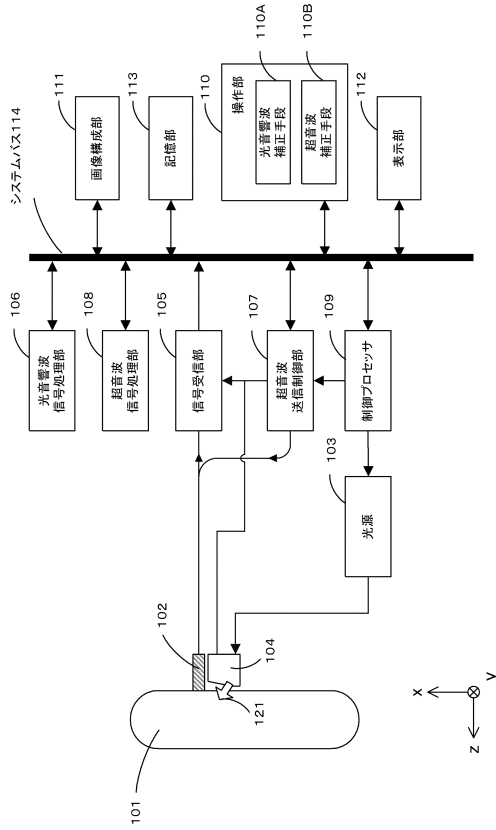 システムバス114
111
画像構成部
113
記憶部
110
操作部
110A
光音響波
補正手段
110B
超音波
補正手段
112
表示部
106
光音響波
信号処理部
108
超音波
信号処理部
105
信号受信部
107
超音波
送信制御部
109
制御プロセッサ
103
光源
102
104
121
101
x
z
y